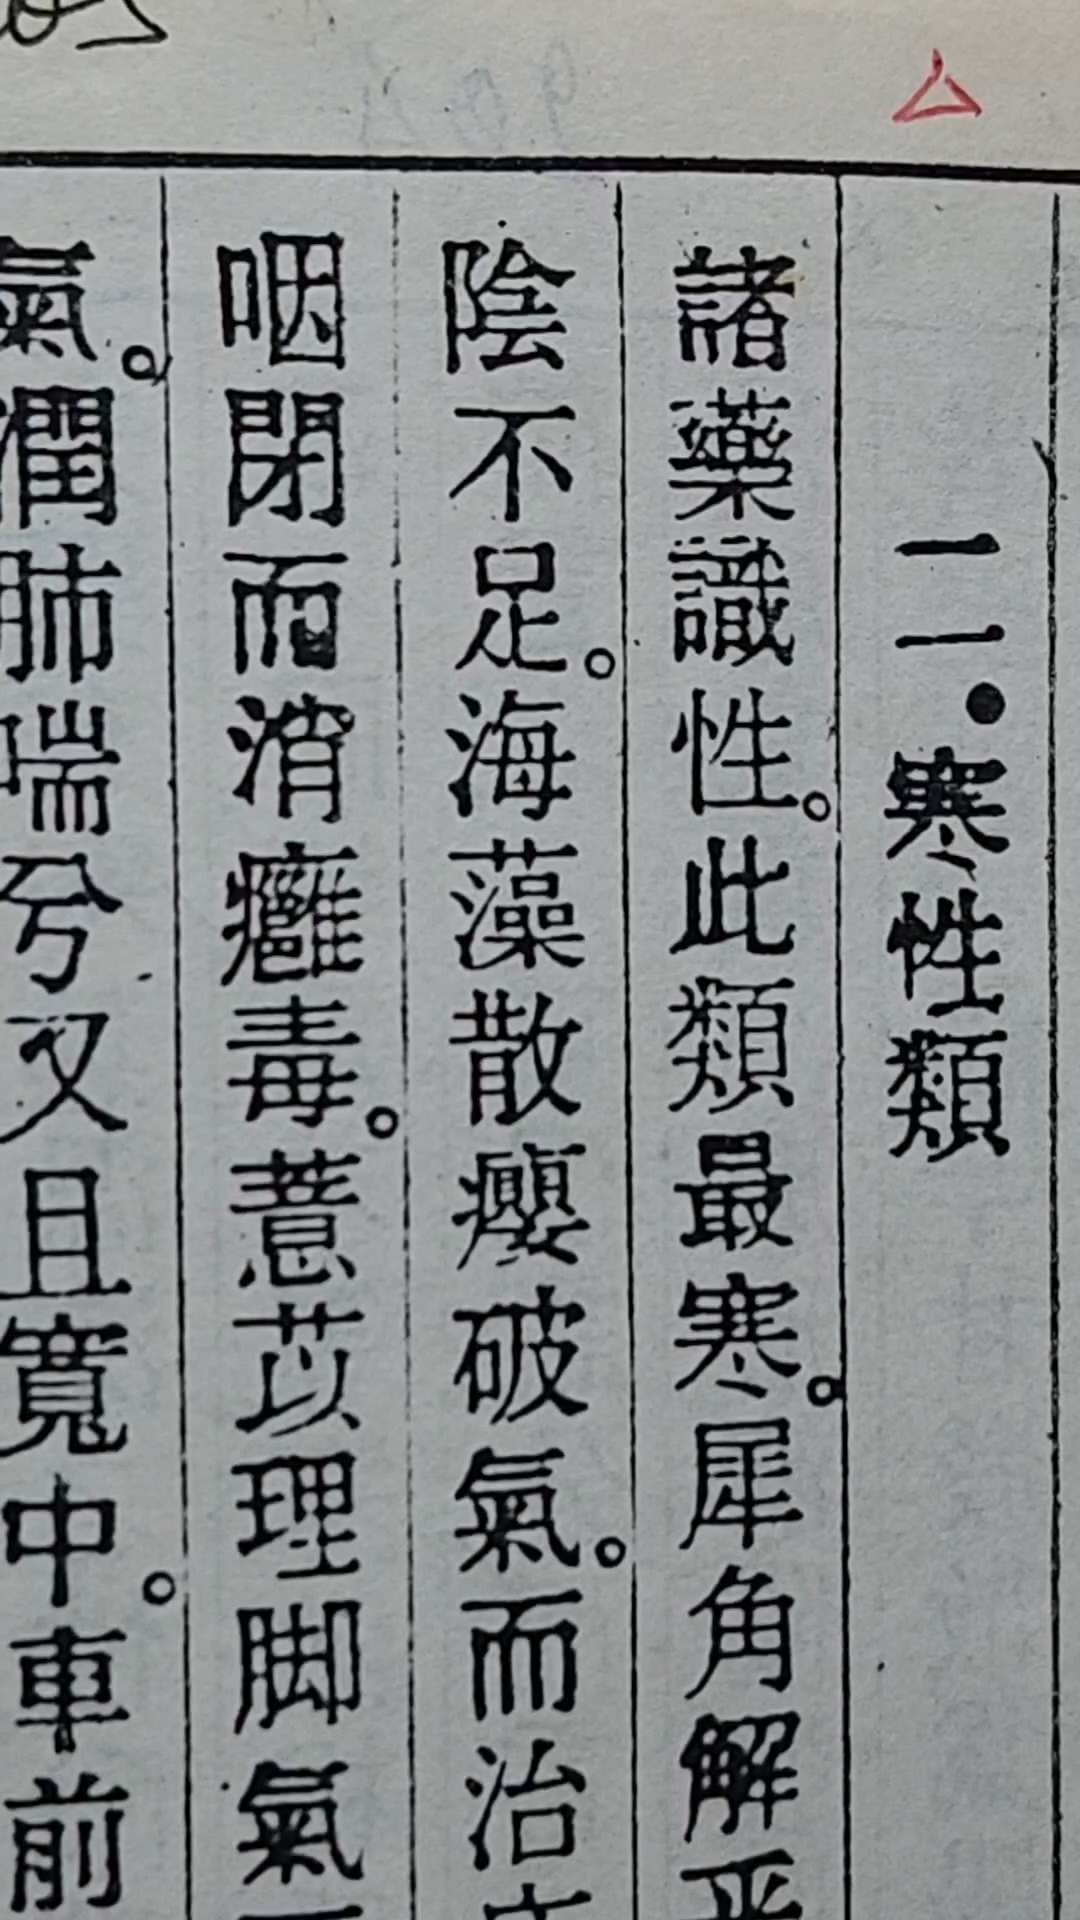 二・寒性類
諸藥識性。此類最寒。犀角解
陰不足。海藻散癭破氣。而治
咽閉而消癰毒。薏苡理脚氣
氣。潤肺喘兮又且寬中。車前